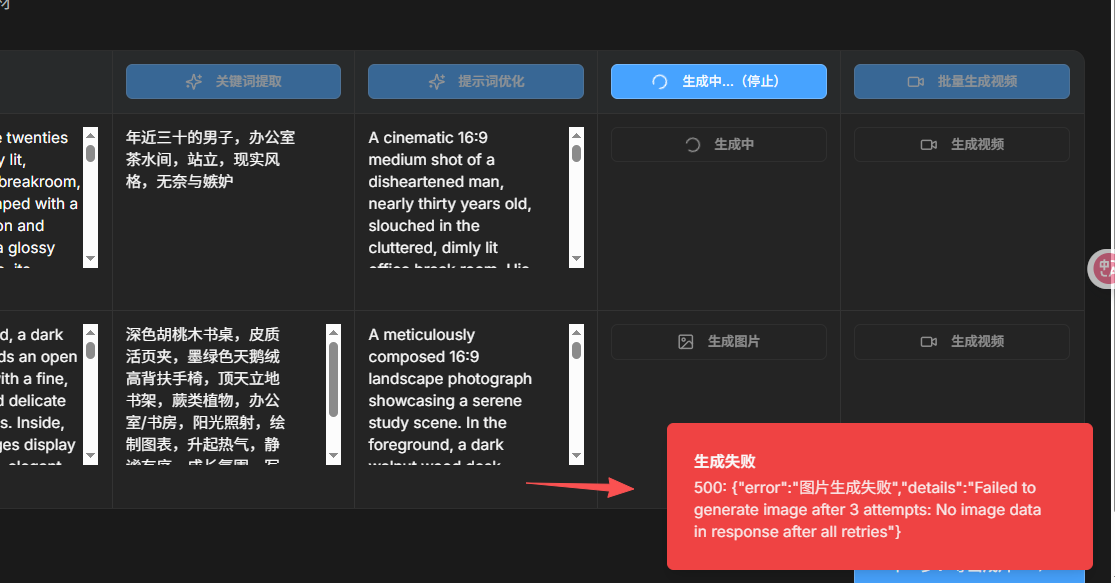 关键词提取
提示词优化
生成中...（停止）
批量生成视频
twenties
lit,
breakroom,
with a
and
glossy
年近三十的男子，办公室
茶水间，站立，现实风
格，无奈与嫉妒
A cinematic 16:9
medium shot of a
disheartened man,
nearly thirty years old,
slouched in the
cluttered, dimly lit
office break room. His
生成中
生成视频
a dark
an open
with a fine,
delicate
Inside,
display
elegant
深色胡桃木书桌，皮质
活页夹，墨绿色天鹅绒
高背扶手椅，顶天立地
书架，蕨类植物，办公
室/书房，阳光照射，绘
制图表，升起热气，静
A meticulously
composed 16:9
landscape photograph
showcasing a serene
study scene. In the
foreground, a dark
walnut wood desk
生成图片
生成视频
生成失败
500: {"error":"图片生成失败","details":"Failed to
generate image after 3 attempts: No image data
in response after all retries"}